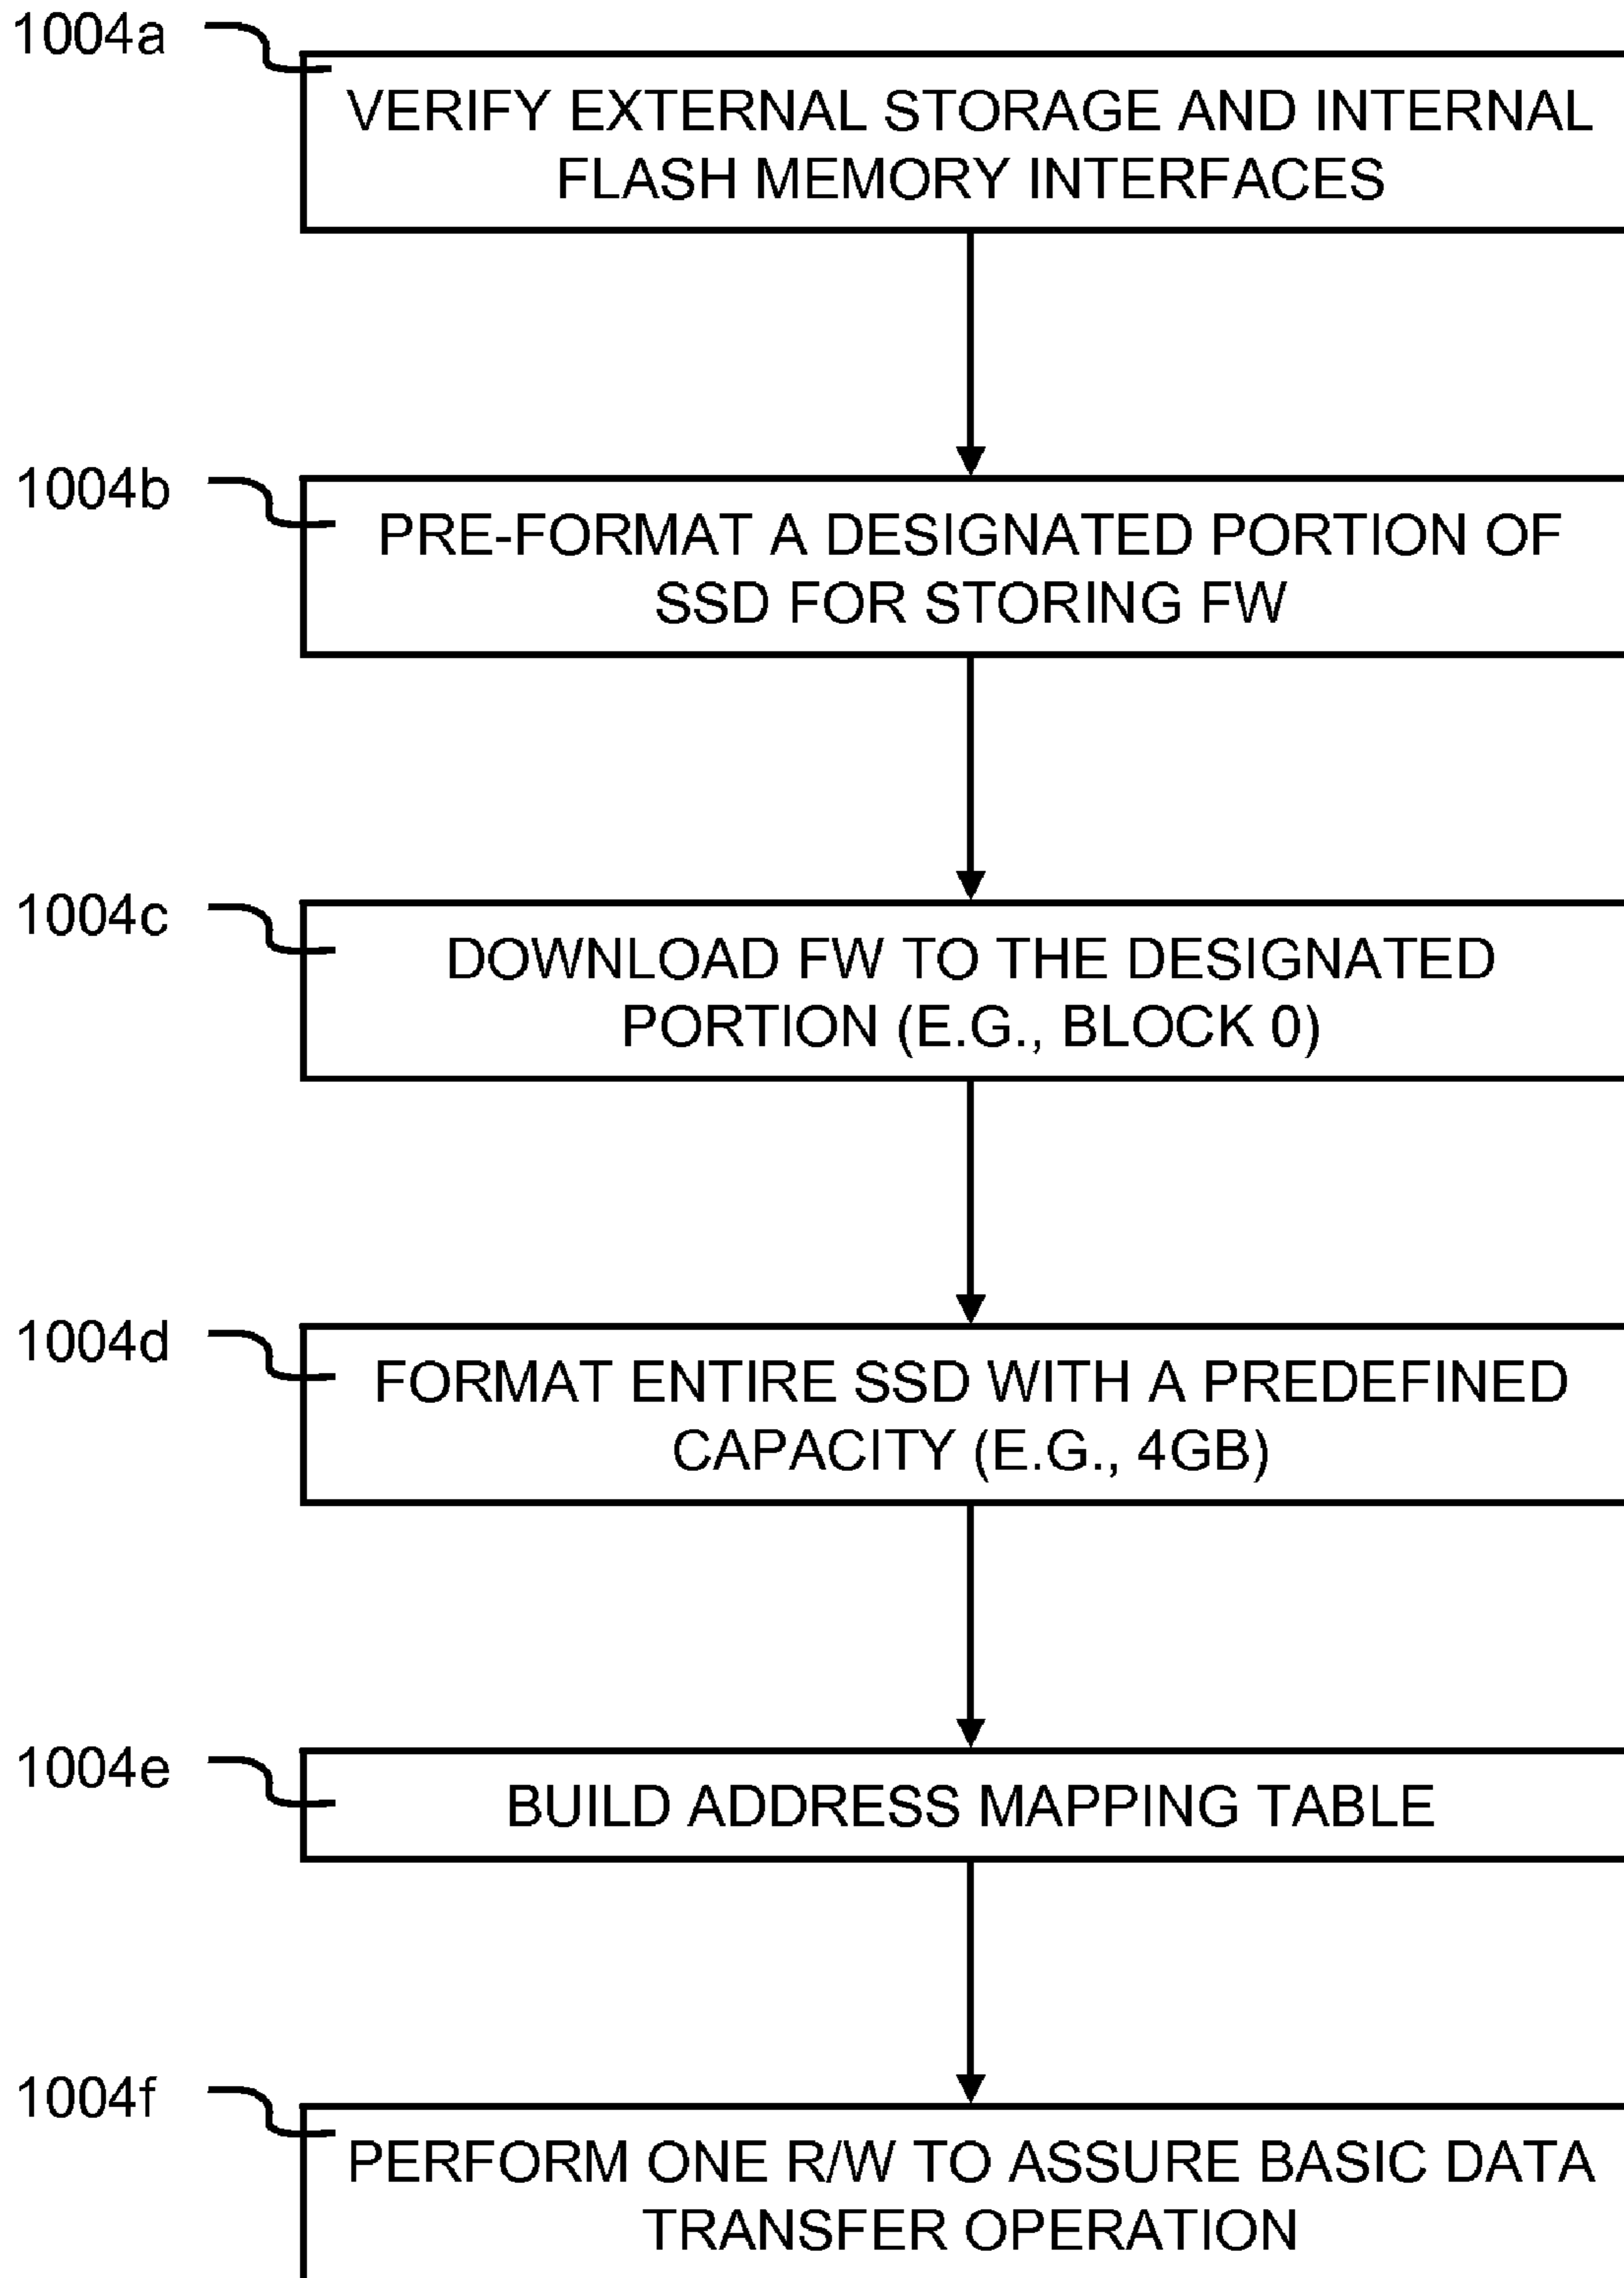 1004a
VERIFY EXTERNAL STORAGE AND INTERNAL
FLASH MEMORY INTERFACES
1004b
PRE-FORMAT A DESIGNATED PORTION OF
SSD FOR STORING FW
1004c
DOWNLOAD FW TO THE DESIGNATED
PORTION (E.G., BLOCK 0)
1004d
FORMAT ENTIRE SSD WITH A PREDEFINED
CAPACITY (E.G., 4GB)
1004e
BUILD ADDRESS MAPPING TABLE
1004f
PERFORM ONE R/W TO ASSURE BASIC DATA
TRANSFER OPERATION